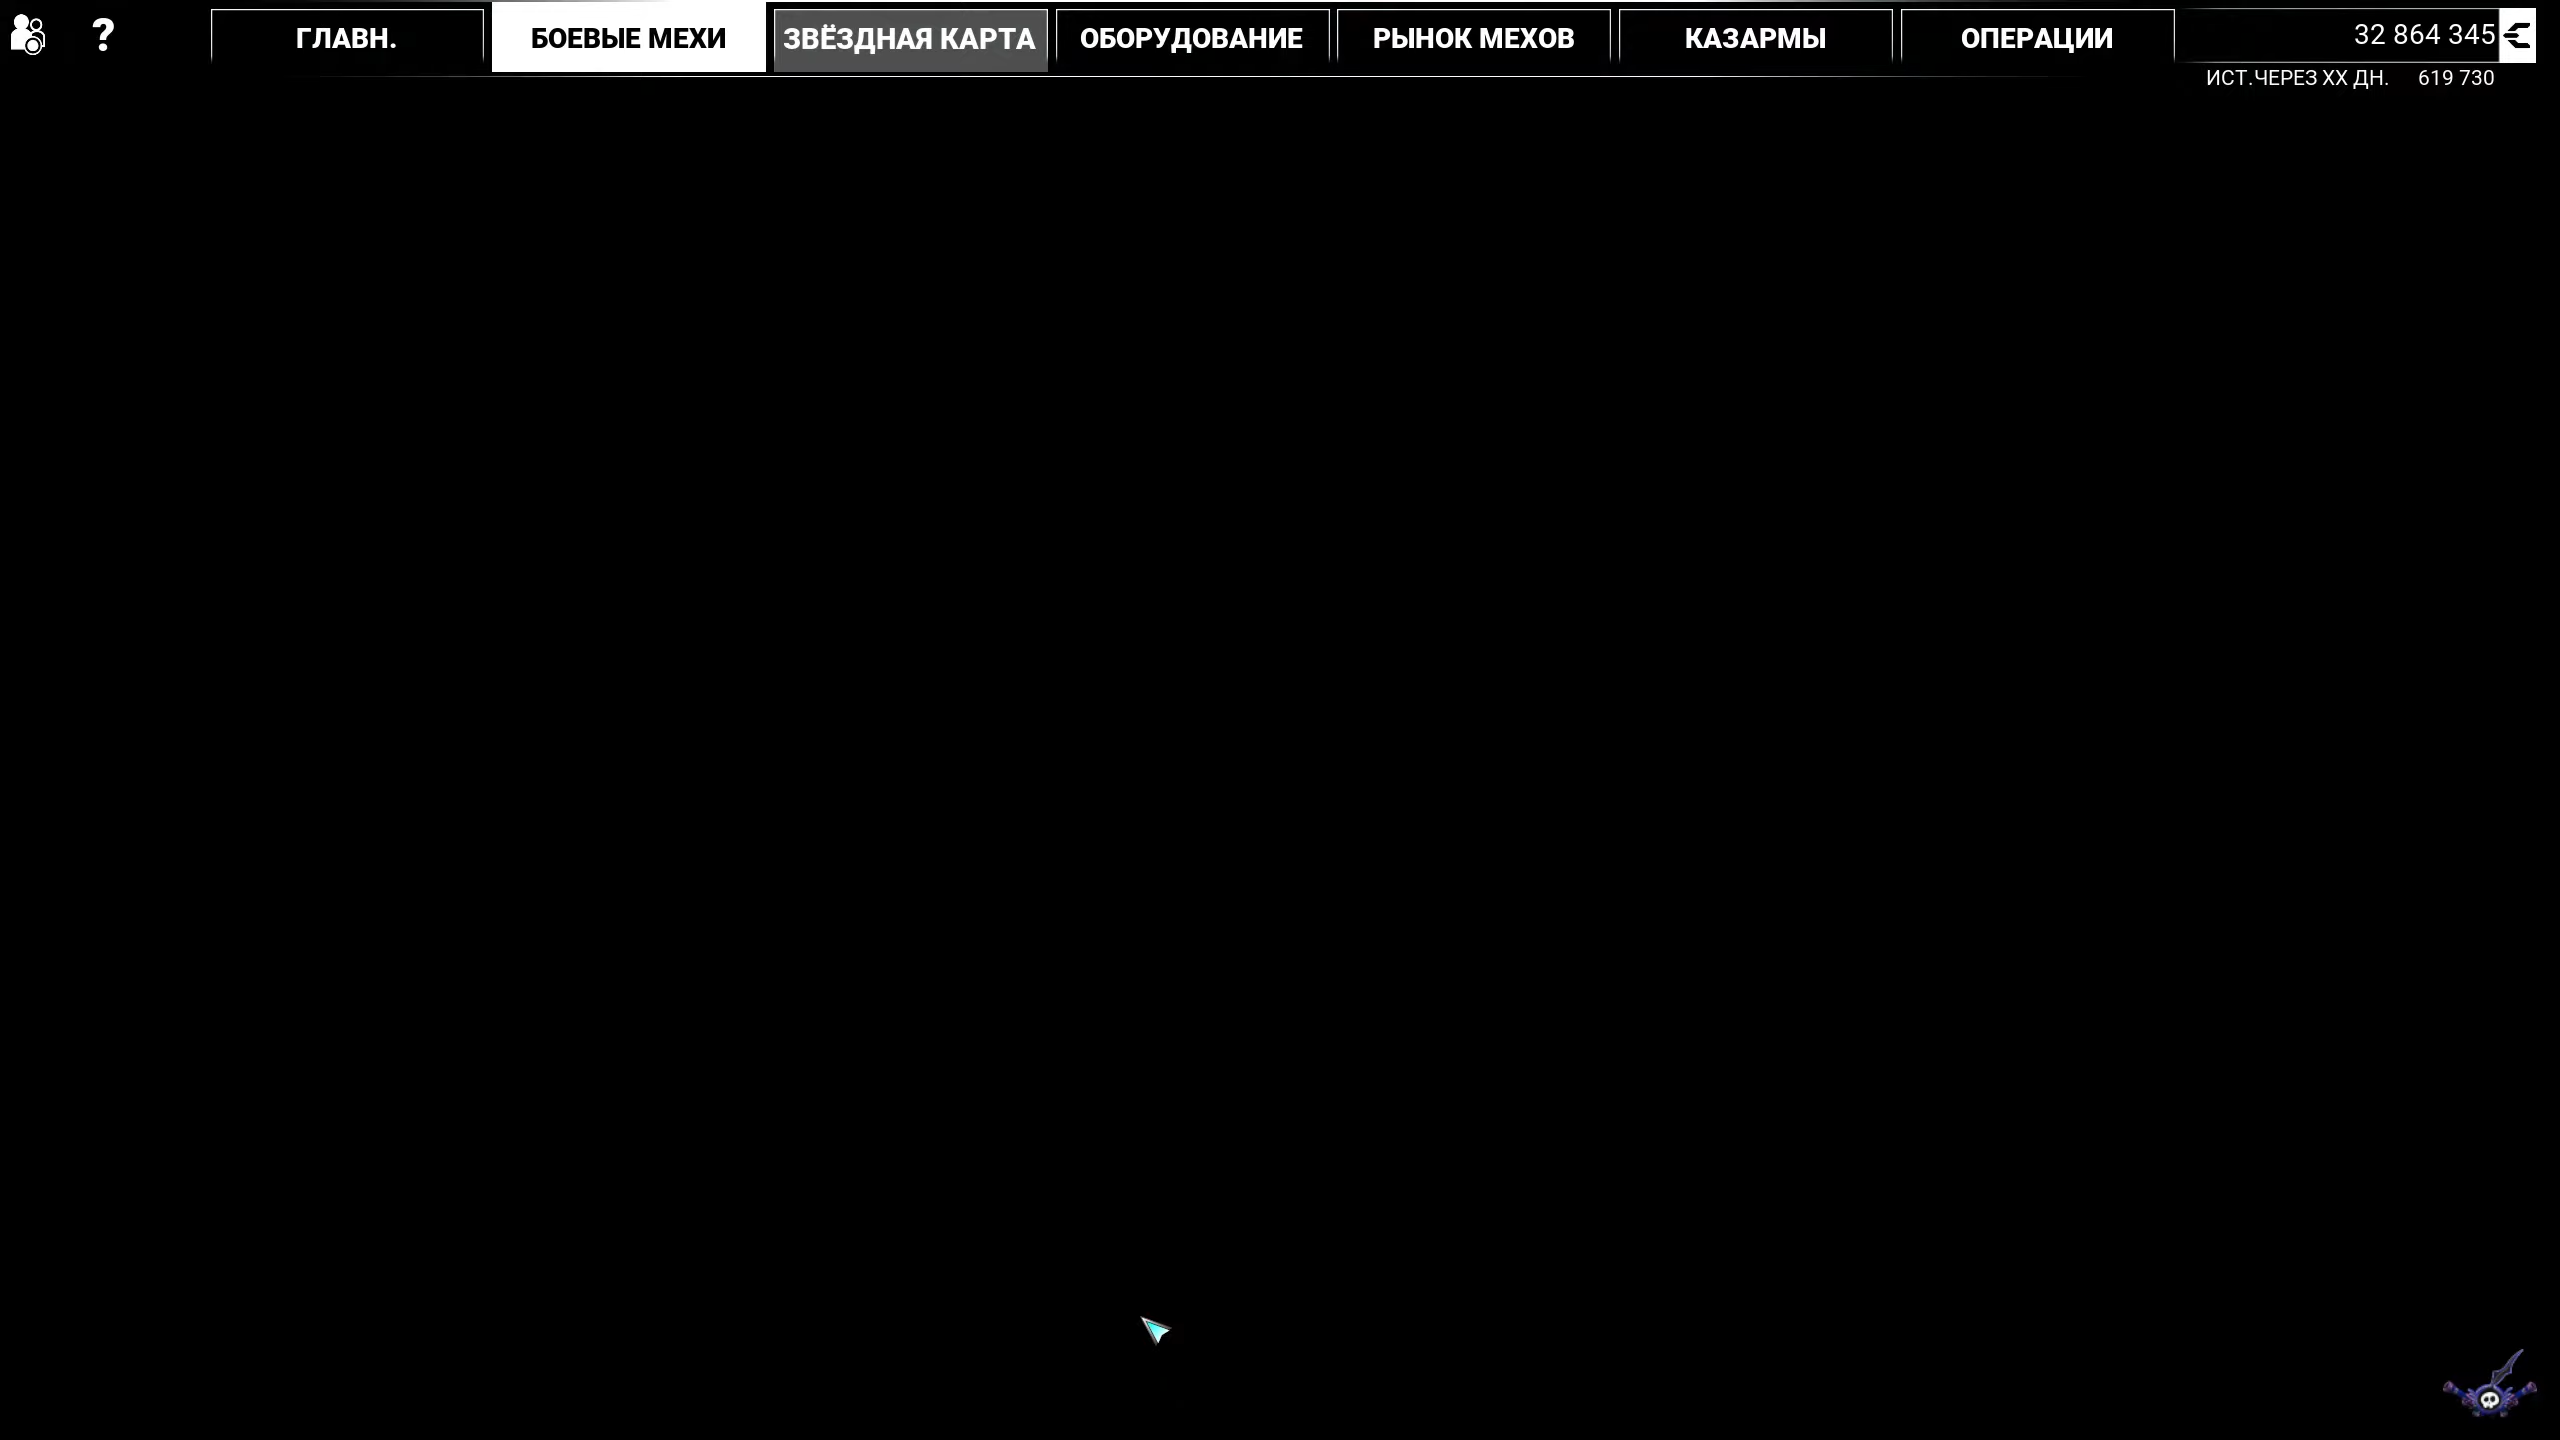 ?
ГЛАВН.
БОЕВЫЕ МЕХИ
ЗВЁЗДНАЯ КАРТА
ОБОРУДОВАНИЕ
РЫНОК МЕХОВ
КАЗАРМЫ
ОПЕРАЦИИ
32 864 345
ИСТ.ЧЕРЕЗ XX ДН. 619 730